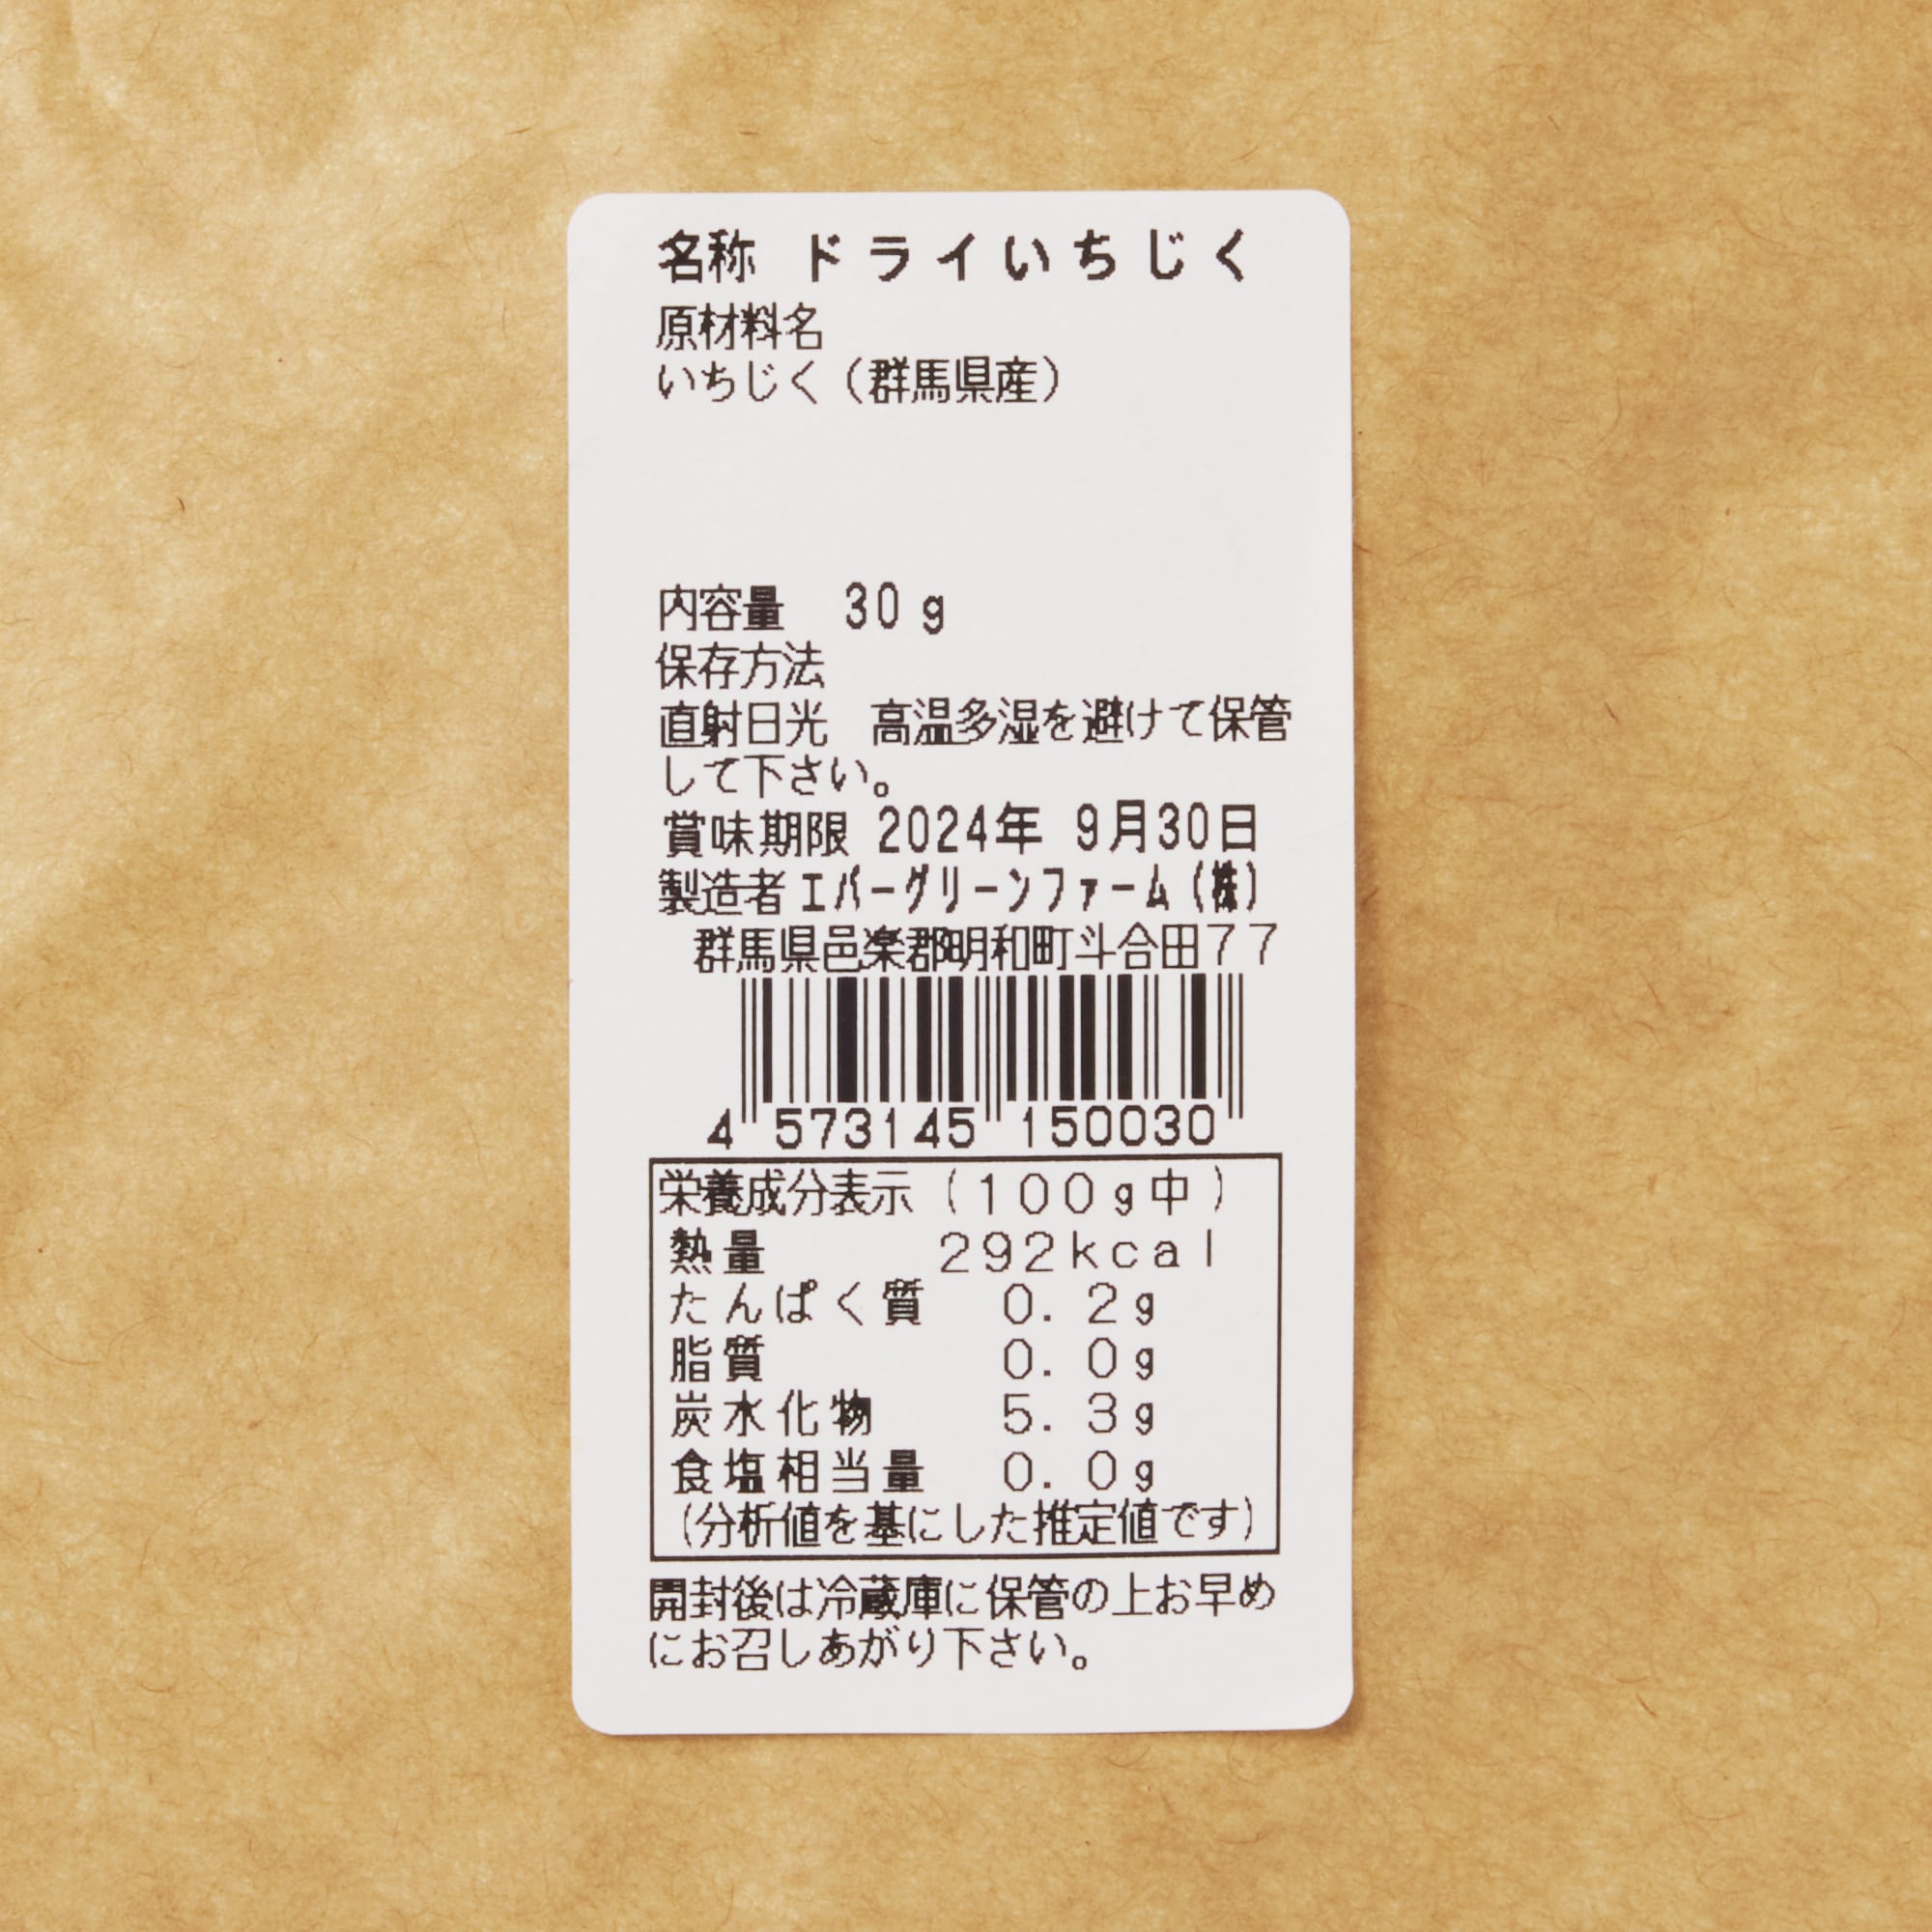 名称 ドライいちじく
原材料名
いちじく（群馬県産）
内容量 30g
保存方法
直射日光 高温多湿を避けて保管
して下さい。
賞味期限 2024年 9月30日
製造者 エバーグリーンファーム（株）
群馬県邑楽郡明和町斗合田77
4 573145 150030
栄養成分表示（100g中）
熱量 292kcal
たんぱく質 0.2g
脂質 0.0g
炭水化物 5.3g
食塩相当量 0.0g
（分析値を基にした推定値です）
開封後は冷蔵庫に保管の上お早め
にお召しあがり下さい。